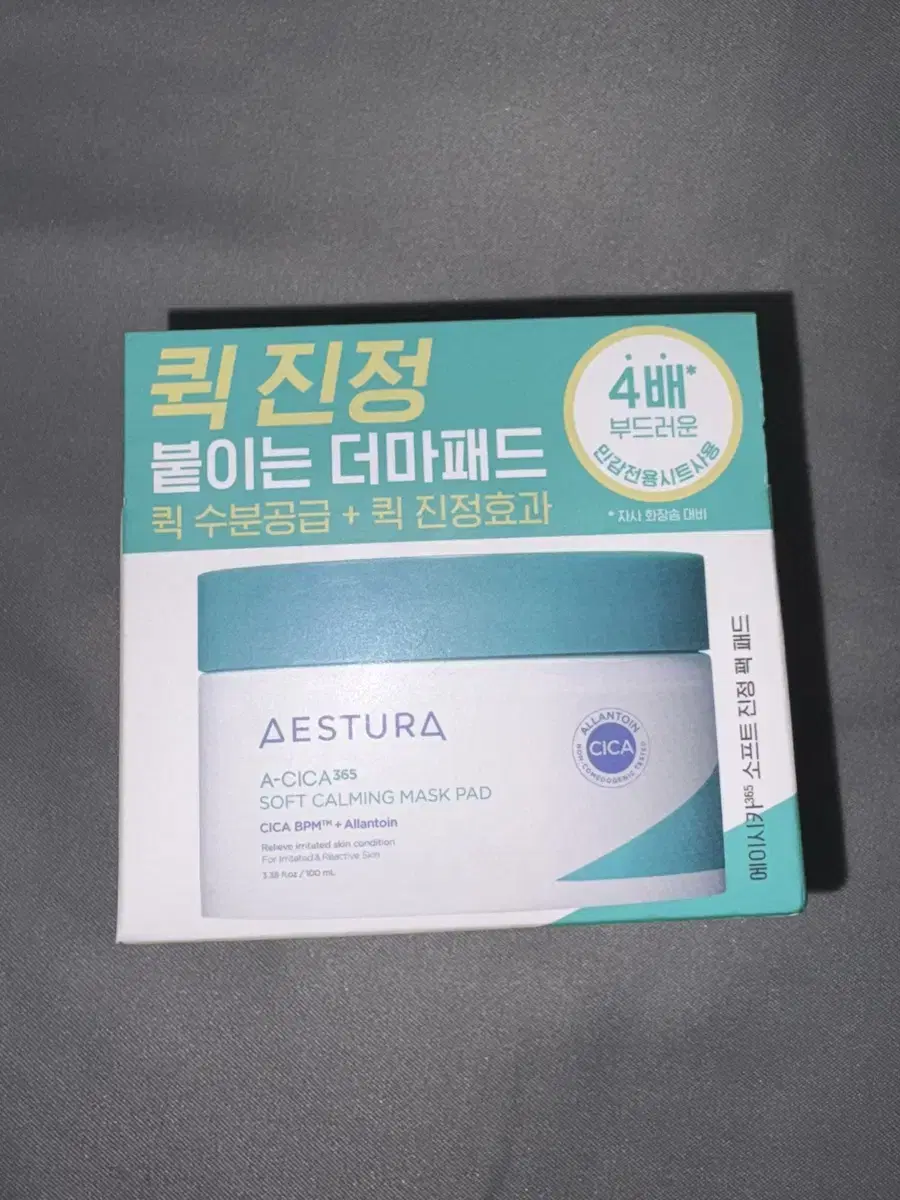 퀵 진정
붙이는 더마패드
퀵 수분공급 + 퀵 진정효과
4배*
부드러운
민감전용시트사용
* 자사 화장솜 대비
AESTURA
A-CICA365
SOFT CALMING MASK PAD
CICA BPM™ + Allantoin
Relieve irritated skin condition
For Irritated & Reactive Skin
3.38 fl.oz / 100 mL
ALLANTOIN
CICA
NON-COMEDOGENIC TESTED
에이시카365 소프트 진정 팩 패드